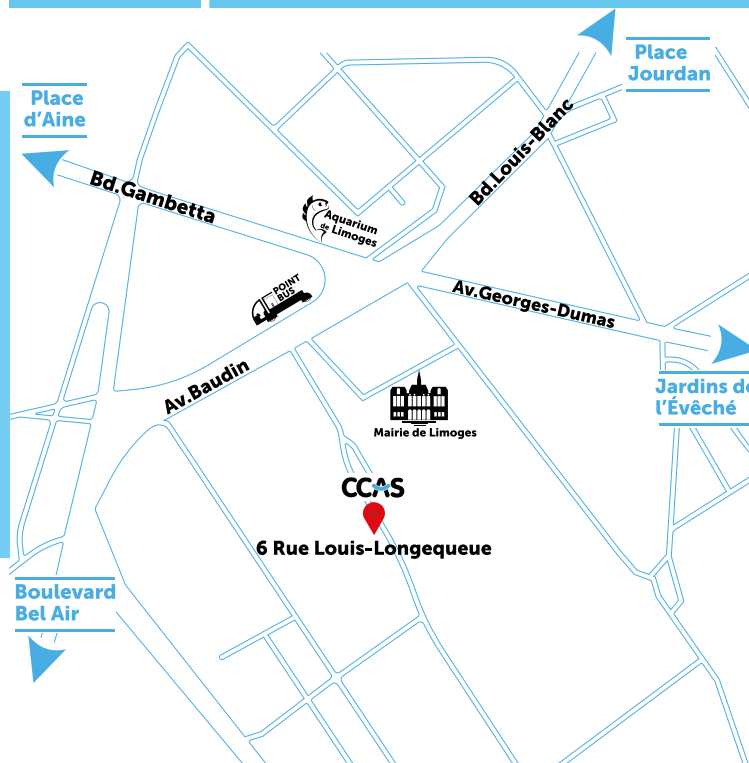 Place
Jourdan
Place
d'Aine
Bd.Louis-Blanc
Bd.Gambetta
Aquarium
de Limoges
POINT
BUS
Av.Georges-Dumas
Av.Baudin
Jardins de
l'Évêché
Mairie de Limoges
CCAS
6 Rue Louis-Longequeue
Boulevard
Bel Air